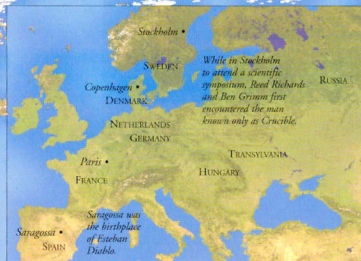 Stockholm
SWEDEN
While in Stockholm
to attend a scientific
symposium, Reed Richards
and Ben Grimm first
encountered the man
known only as Crucible.
RUSSIA
Copenhagen
DENMARK
NETHERLANDS
GERMANY
TRANSYLVANIA
Paris
HUNGARY
FRANCE
Saragossa was
the birthplace
of Esteban
Diablo.
Saragossa
SPAIN